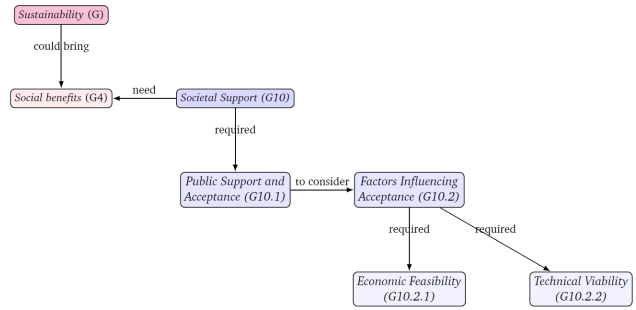 Sustainability (G)
could bring
Social benefits (G4)
need
Societal Support (G10)
required
Public Support and
Acceptance (G10.1)
to consider
Factors Influencing
Acceptance (G10.2)
required
required
Economic Feasibility
(G10.2.1)
Technical Viability
(G10.2.2)